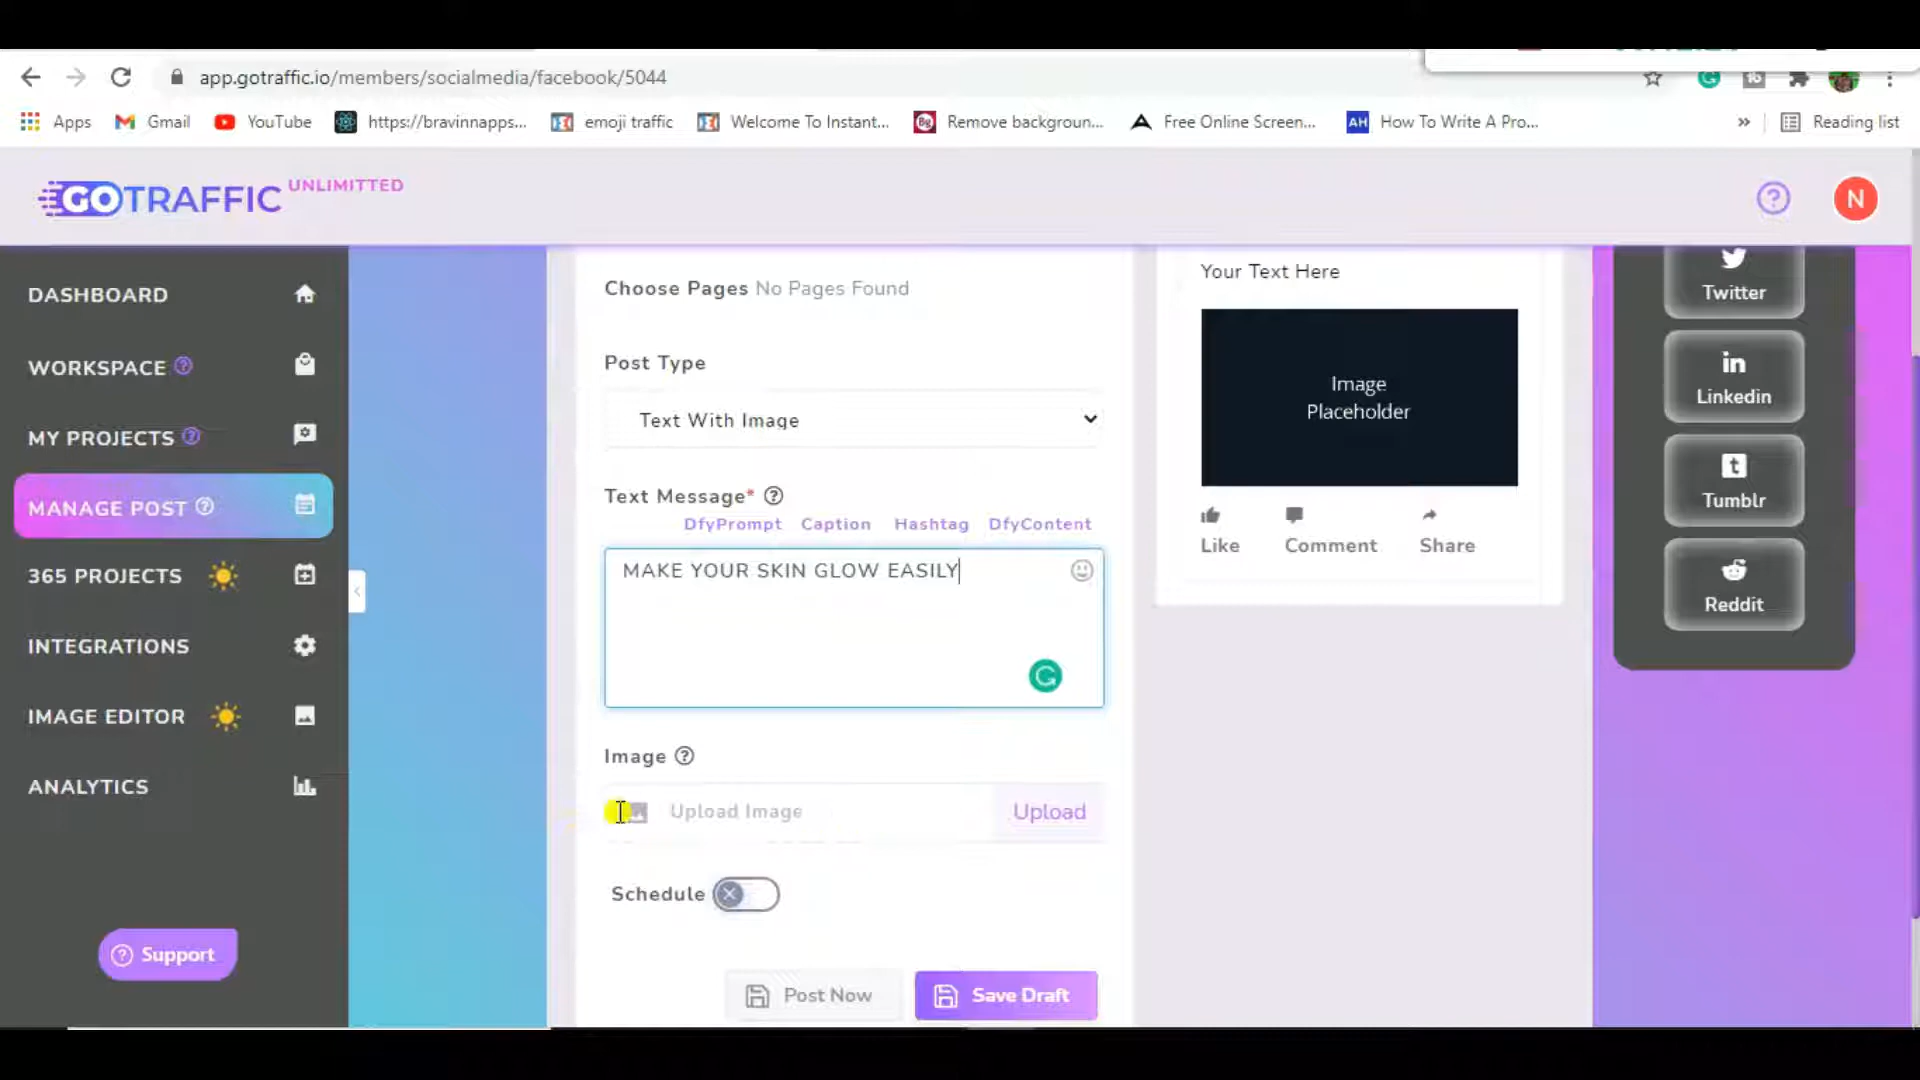 app.gotraffic.io/members/socialmedia/facebook/5044
Apps
Gmail
YouTube
https://bravinnapps...
emoji traffic
Welcome To Instant...
Bg
Remove backgroun...
Free Online Screen...
AH
How To Write A Pro...
»
Reading list
GOTRAFFIC UNLIMITTED
N
DASHBOARD
WORKSPACE
MY PROJECTS
MANAGE POST
365 PROJECTS
INTEGRATIONS
IMAGE EDITOR
ANALYTICS
Support
Choose Pages No Pages Found
Post Type
Text With Image
Text Message*
DfyPrompt Caption Hashtag DfyContent
MAKE YOUR SKIN GLOW EASILY
Image
Upload Image
Upload
Schedule
Post Now
Save Draft
Your Text Here
Image
Placeholder
Like
Comment
Share
Twitter
Linkedin
Tumblr
Reddit